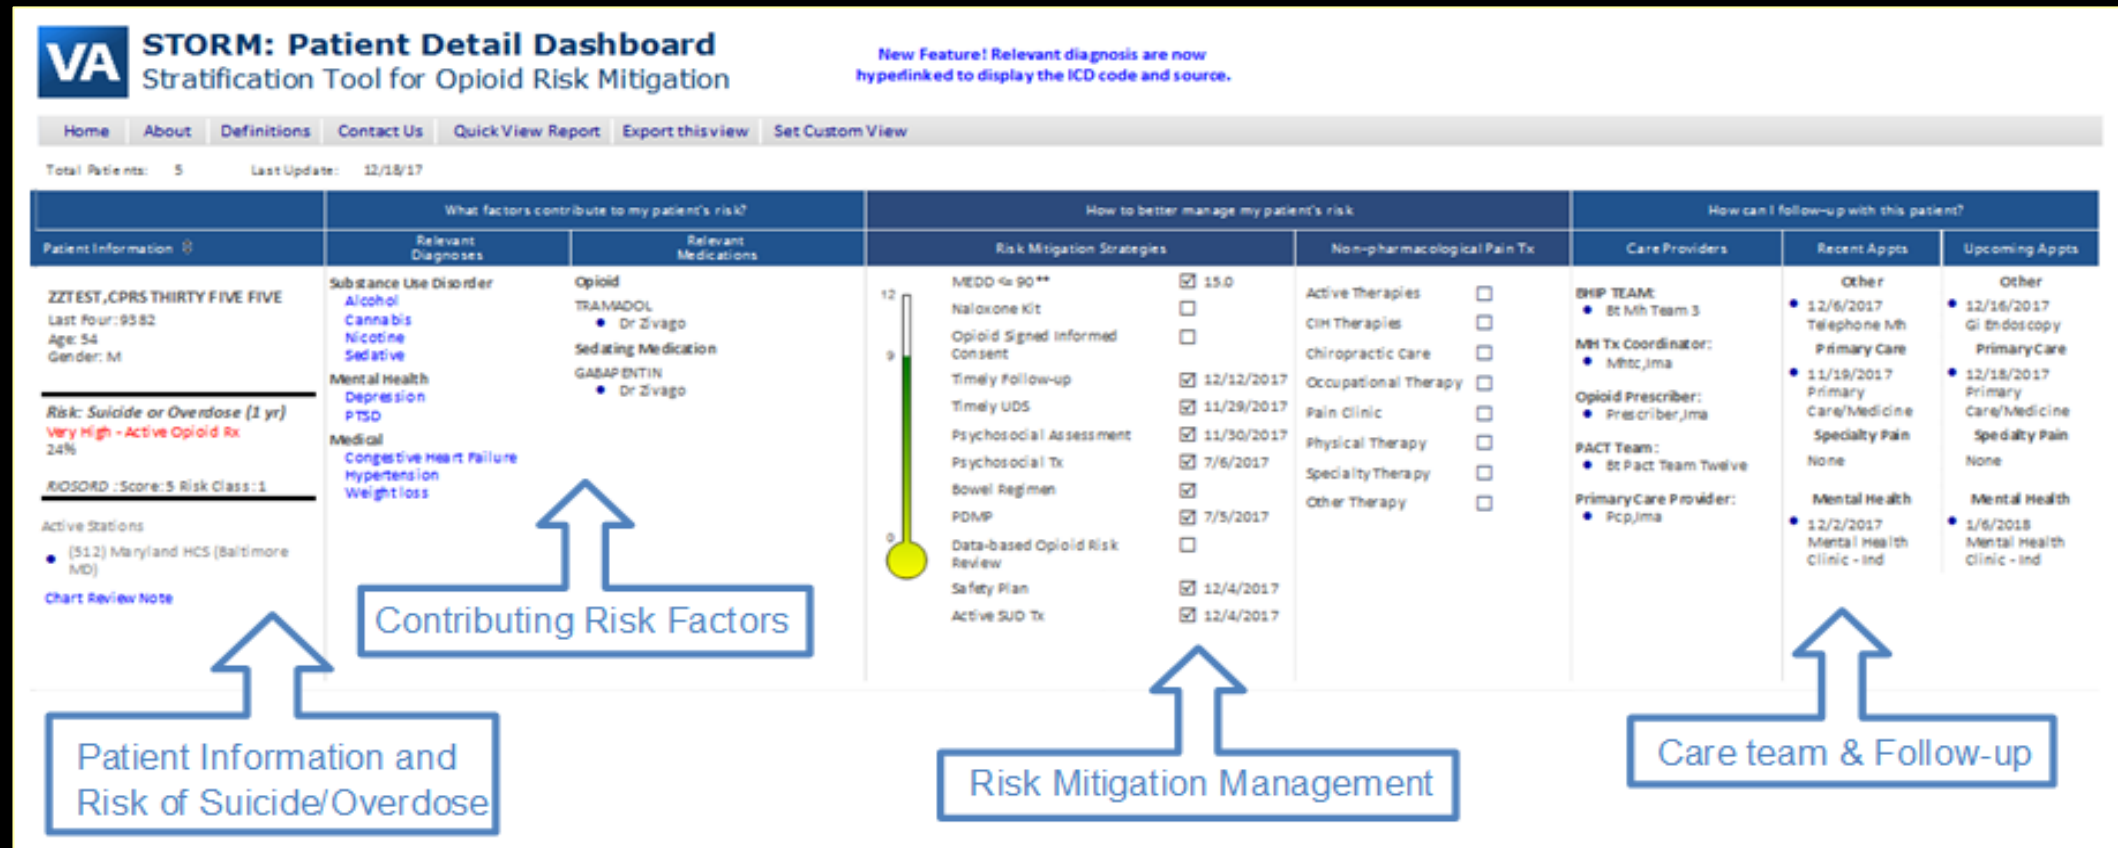 VA
STORM: Patient Detail Dashboard
Stratification Tool for Opioid Risk Mitigation
New Feature! Relevant diagnosis are now
hyperlinked to display the ICD code and source.
Home About Definitions Contact Us Quick View Report Export this view Set Custom View
Total Patients: 5 Last Update: 12/18/17
What factors contribute to my patient's risk? How to better manage my patient's risk How can I follow-up with this patient?
Patient Information
ZZTEST,CPRS THIRTY FIVE FIVE
Last Four: 9382
Age: 54
Gender: M
Risk: Suicide or Overdose (1 yr)
Very High - Active Opioid Rx
24%
RIOSORD :Score: 5 Risk Class: 1
Active Stations
(512) Maryland HCS (Baltimore
MD)
Chart Review Note
Relevant
Diagnoses
Substance Use Disorder
Alcohol
Cannabis
Nicotine
Sedative
Mental Health
Depression
PTSD
Medical
Congestive Heart Failure
Hypertension
Weight loss
Relevant
Medications
Opioid
TRAMADOL
Dr Zivago
Sedating Medication
GABAPENTIN
Dr Zivago
Risk Mitigation Strategies
12
9
0
MEDD <= 90** 15.0
Naloxone Kit
Opioid Signed Informed
Consent
Timely Follow-up 12/12/2017
Timely UDS 11/29/2017
Psychosocial Assessment 11/30/2017
Psychosocial Tx 7/6/2017
Bowel Regimen
PDMP 7/5/2017
Data-based Opioid Risk
Review
Safety Plan 12/4/2017
Active SUD Tx 12/4/2017
Non-pharmacological Pain Tx
Active Therapies
CIH Therapies
Chiropractic Care
Occupational Therapy
Pain Clinic
Physical Therapy
Specialty Therapy
Other Therapy
Care Providers
BHIP TEAM:
Bt Mh Team 3
MH Tx Coordinator:
Mhtc,Ima
Opioid Prescriber:
Prescriber,Ima
PACT Team:
Bt Pact Team Twelve
Primary Care Provider:
Pcp,Ima
Recent Appts
Other
12/6/2017
Telephone Mh
Primary Care
11/19/2017
Primary
Care/Medicine
Specialty Pain
None
Mental Health
12/2/2017
Mental Health
Clinic - Ind
Upcoming Appts
Other
12/16/2017
Gi Endoscopy
Primary Care
12/18/2017
Primary
Care/Medicine
Specialty Pain
None
Mental Health
1/6/2018
Mental Health
Clinic - Ind
Patient Information and
Risk of Suicide/Overdose
Contributing Risk Factors
Risk Mitigation Management
Care team & Follow-up